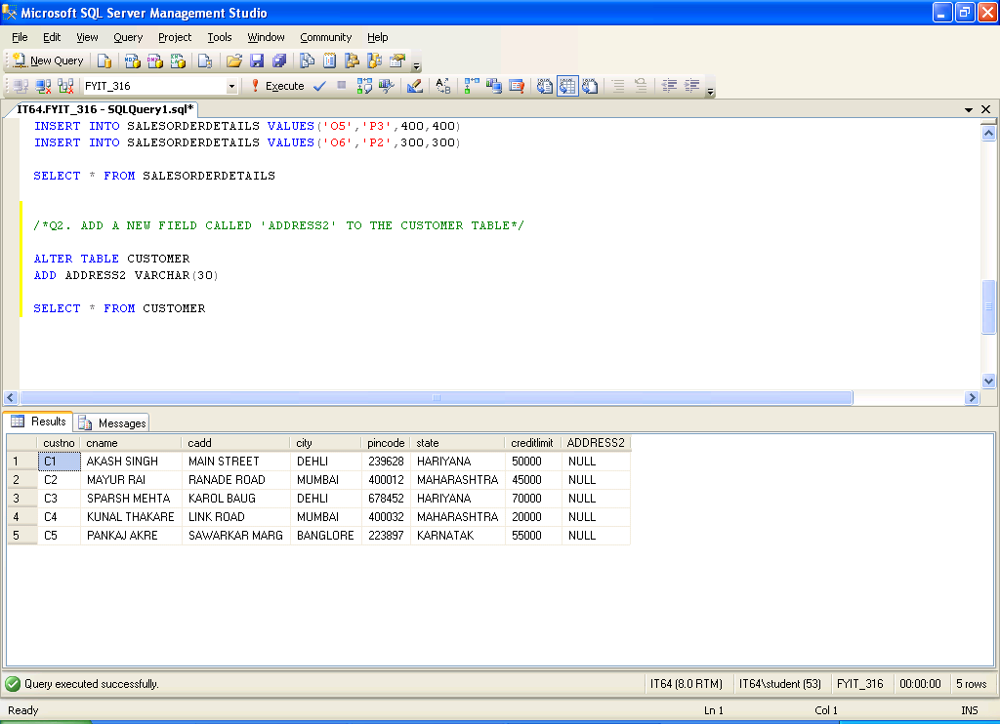 Microsoft SQL Server Management Studio
File Edit View Query Project Tools Window Community Help
New Query
FYIT_316 Execute
IT64.FYIT_316 - SQLQuery1.sql*
INSERT INTO SALESORDERDETAILS VALUES('O5','P3',400,400)
INSERT INTO SALESORDERDETAILS VALUES('O6','P2',300,300)
SELECT * FROM SALESORDERDETAILS
/*Q2. ADD A NEW FIELD CALLED 'ADDRESS2' TO THE CUSTOMER TABLE*/
ALTER TABLE CUSTOMER
ADD ADDRESS2 VARCHAR(30)
SELECT * FROM CUSTOMER
Results Messages
custno cname cadd city pincode state creditlimit ADDRESS2
1 C1 AKASH SINGH MAIN STREET DEHLI 239628 HARIYANA 50000 NULL
2 C2 MAYUR RAI RANADE ROAD MUMBAI 400012 MAHARASHTRA 45000 NULL
3 C3 SPARSH MEHTA KAROL BAUG DEHLI 678452 HARIYANA 70000 NULL
4 C4 KUNAL THAKARE LINK ROAD MUMBAI 400032 MAHARASHTRA 20000 NULL
5 C5 PANKAJ AKRE SAWARKAR MARG BANGLORE 223897 KARNATAK 55000 NULL
Query executed successfully. IT64 (8.0 RTM) IT64\student (53) FYIT_316 00:00:00 5 rows
Ready Ln 1 Col 1 INS